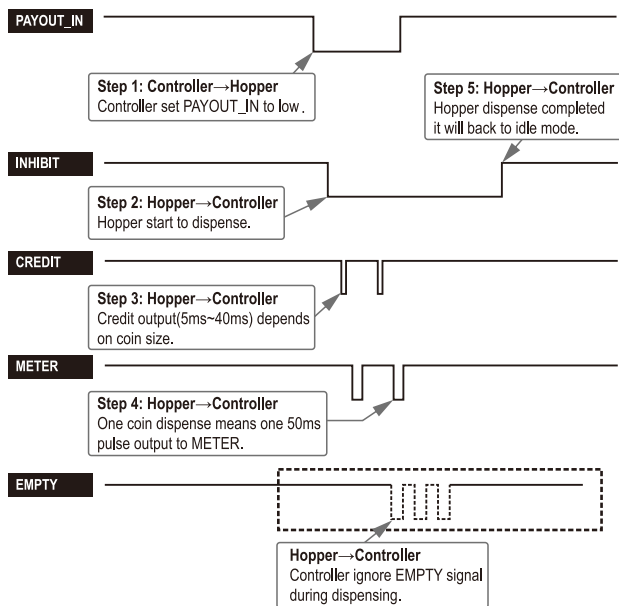 PAYOUT_IN
Step 1: Controller→Hopper
Controller set PAYOUT_IN to low .
Step 5: Hopper→Controller
Hopper dispense completed
it will back to idle mode.
INHIBIT
Step 2: Hopper→Controller
Hopper start to dispense.
CREDIT
Step 3: Hopper→Controller
Credit output(5ms~40ms) depends
on coin size.
METER
Step 4: Hopper→Controller
One coin dispense means one 50ms
pulse output to METER.
EMPTY
Hopper→Controller
Controller ignore EMPTY signal
during dispensing.